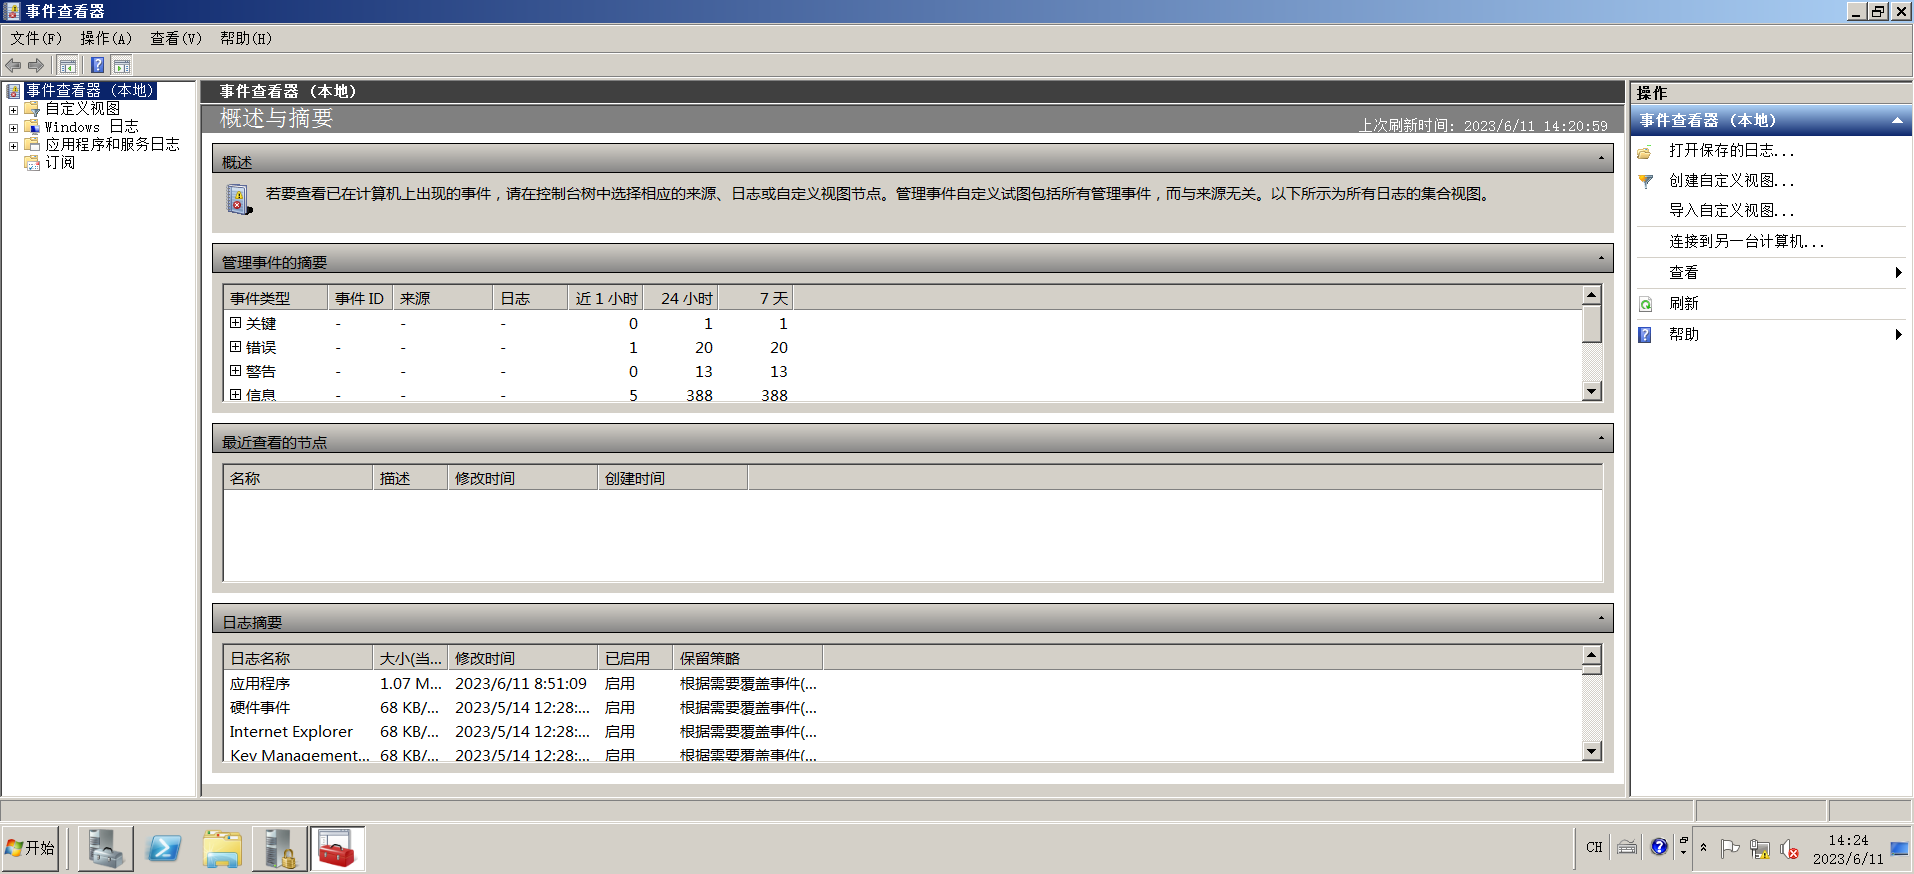 事件查看器
文件(F) 操作(A) 查看(V) 帮助(H)
事件查看器 (本地)
自定义视图
Windows 日志
应用程序和服务日志
订阅
事件查看器 (本地)
概述与摘要
上次刷新时间: 2023/6/11 14:20:59
概述
若要查看已在计算机上出现的事件，请在控制台树中选择相应的来源、日志或自定义视图节点。管理事件自定义试图包括所有管理事件，而与来源无关。以下所示为所有日志的集合视图。
管理事件的摘要
事件类型 事件 ID 来源 日志 近 1 小时 24 小时 7 天
关键 - - - 0 1 1
错误 - - - 1 20 20
警告 - - - 0 13 13
信息 - - - 5 388 388
最近查看的节点
名称 描述 修改时间 创建时间
日志摘要
日志名称 大小(当... 修改时间 已启用 保留策略
应用程序 1.07 M... 2023/6/11 8:51:09 启用 根据需要覆盖事件(...
硬件事件 68 KB/... 2023/5/14 12:28:... 启用 根据需要覆盖事件(...
Internet Explorer 68 KB/... 2023/5/14 12:28:... 启用 根据需要覆盖事件(...
Key Management... 68 KB/... 2023/5/14 12:28:... 启用 根据需要覆盖事件(...
操作
事件查看器 (本地)
打开保存的日志...
创建自定义视图...
导入自定义视图...
连接到另一台计算机...
查看
刷新
帮助
开始
CH
14:24
2023/6/11